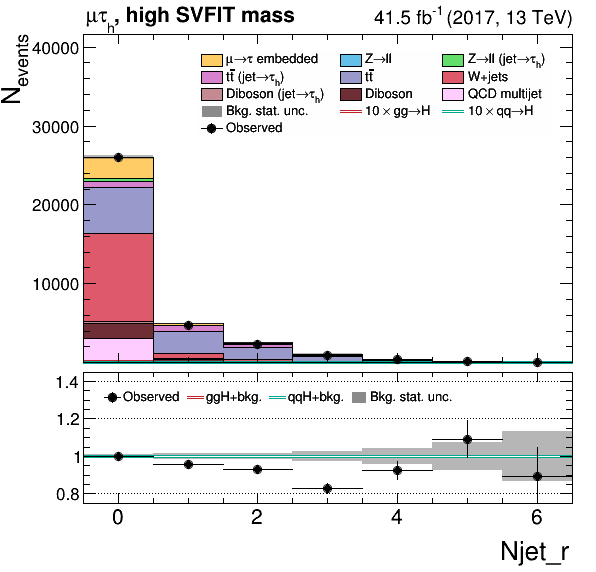 μτh, high SVFIT mass 41.5 fb⁻¹ (2017, 13 TeV)
Nevents
40000
30000
20000
10000
μ→τ embedded Z→ll Z→ll (jet→τh)
tt̄ (jet→τh) tt̄ W+jets
Diboson (jet→τh) Diboson QCD multijet
Bkg. stat. unc. 10 × gg→H 10 × qq→H
Observed
1.4
1.2
1.0
0.8
Observed ggH+bkg. qqH+bkg. Bkg. stat. unc.
0 2 4 6
Njet_r